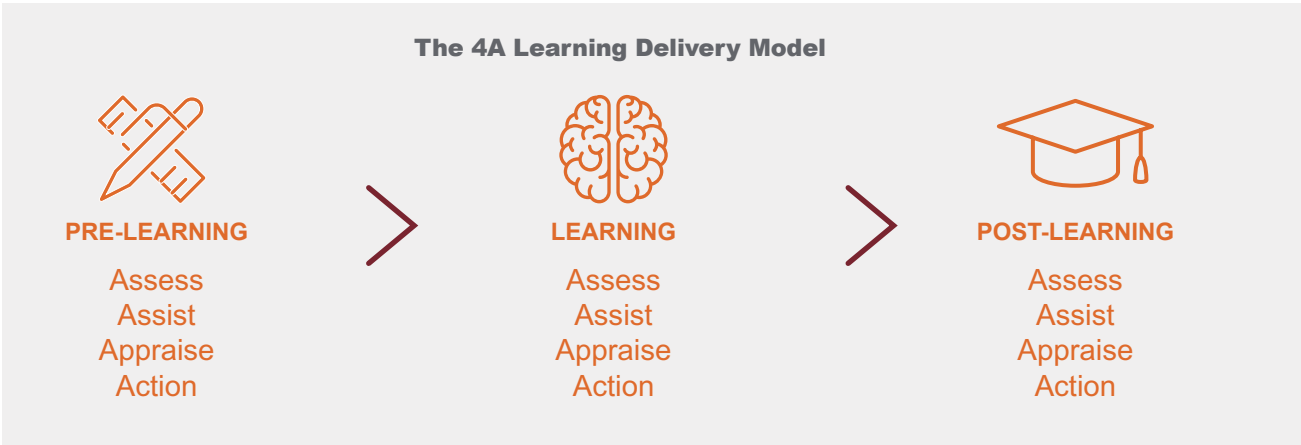 The 4A Learning Delivery Model
PRE-LEARNING
Assess
Assist
Appraise
Action
LEARNING
Assess
Assist
Appraise
Action
POST-LEARNING
Assess
Assist
Appraise
Action